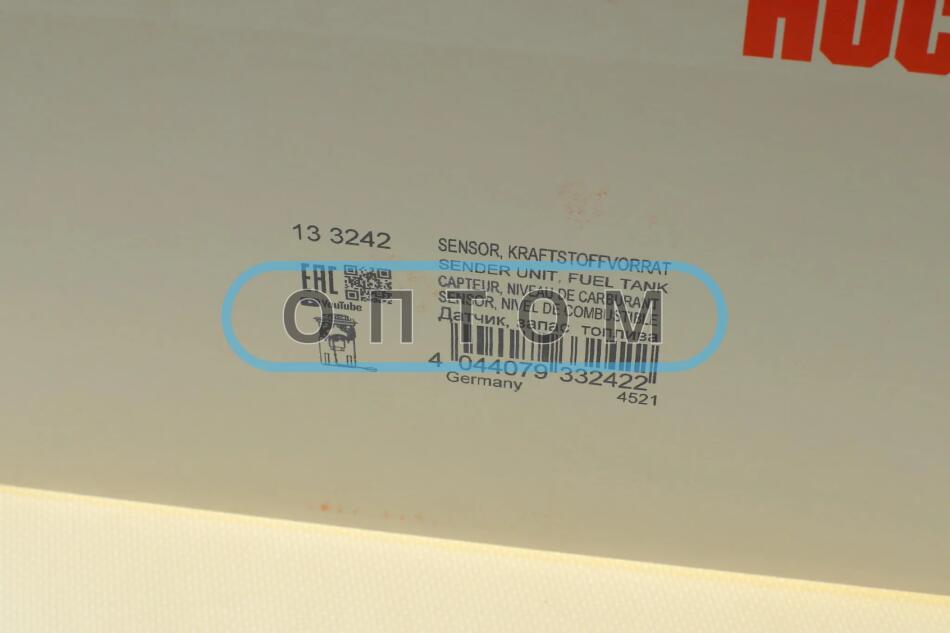 13 3242
SENSOR, KRAFTSTOFFVORRAT
SENDER UNIT, FUEL TANK
CAPTEUR, NIVEAU DE CARBURANT
SENSOR, NIVEL DE COMBUSTIBLE
Датчик, запас топлива
EAC
YouTube
ОПТОМ
4 044079 332422
Germany
4521